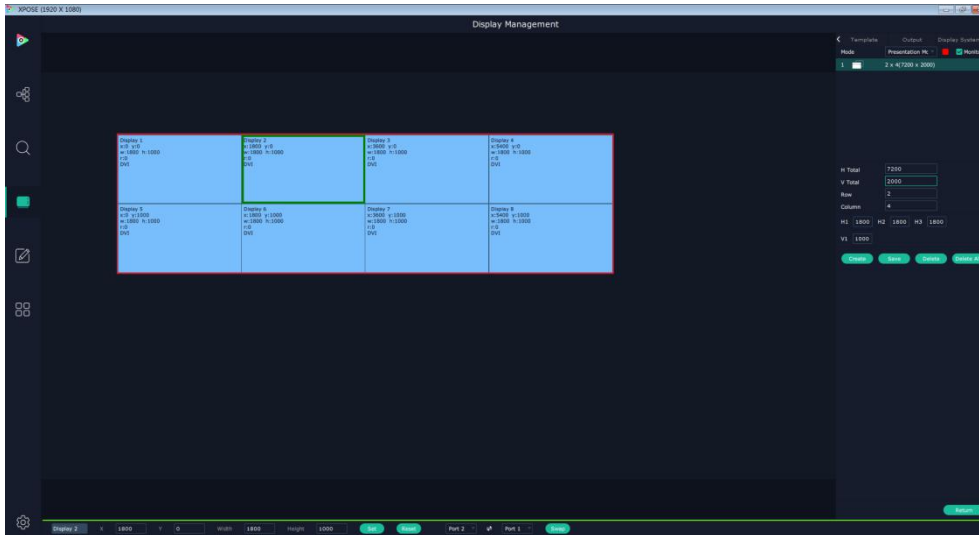 XPOSE (1920 X 1080)
Display Management
Template Output Display System
Mode Presentation Mc Monito
1 2 x 4(7200 x 2000)
Display 1
x:0 y:0
w:1800 h:1000
r:0
DVI
Display 2
x:1800 y:0
w:1800 h:1000
r:0
DVI
Display 3
x:3600 y:0
w:1800 h:1000
r:0
DVI
Display 4
x:5400 y:0
w:1800 h:1000
r:0
DVI
Display 5
x:0 y:1000
w:1800 h:1000
r:0
DVI
Display 6
x:1800 y:1000
w:1800 h:1000
r:0
DVI
Display 7
x:3600 y:1000
w:1800 h:1000
r:0
DVI
Display 8
x:5400 y:1000
w:1800 h:1000
r:0
DVI
H Total 7200
V Total 2000
Row 2
Column 4
H1 1800 H2 1800 H3 1800
V1 1000
Create Save Delete Delete Al
Return
Display 2 X 1800 Y 0 Width 1800 Height 1000 Set Reset Port 2 Port 1 Swap